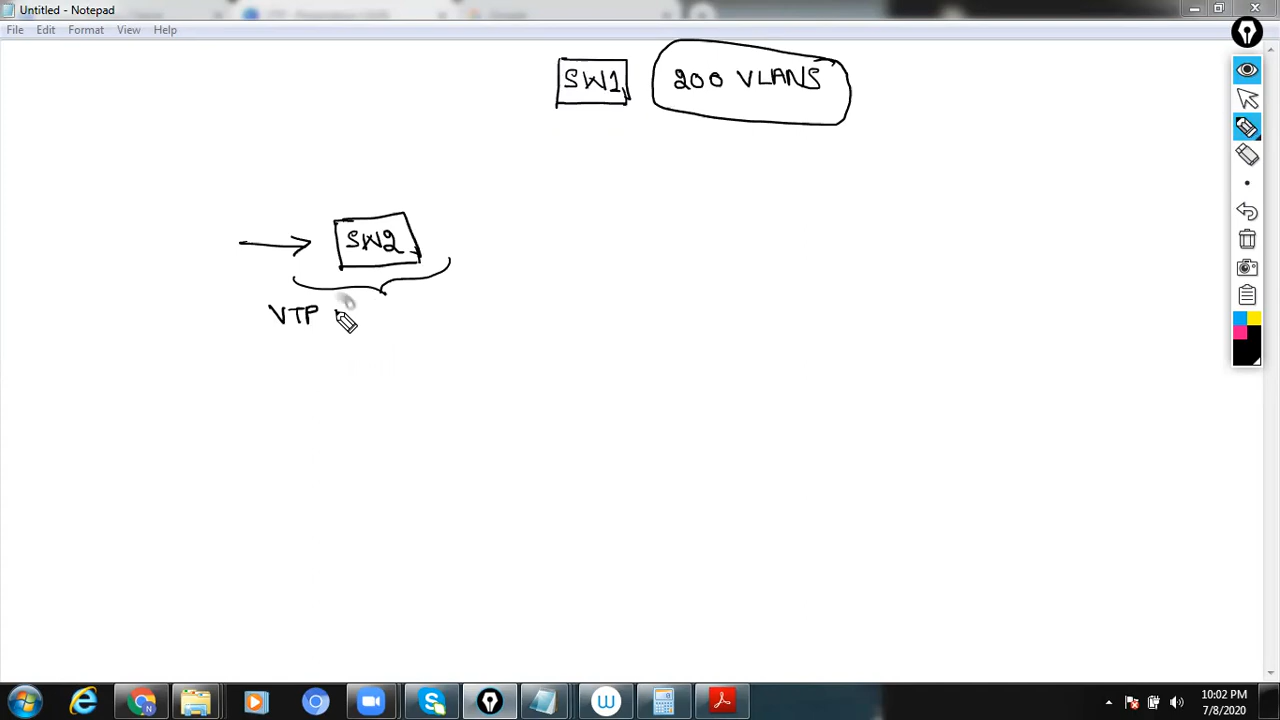 Untitled - Notepad
File Edit Format View Help
SW1 200 VLANS
SW2
VTP
10:02 PM
7/8/2020